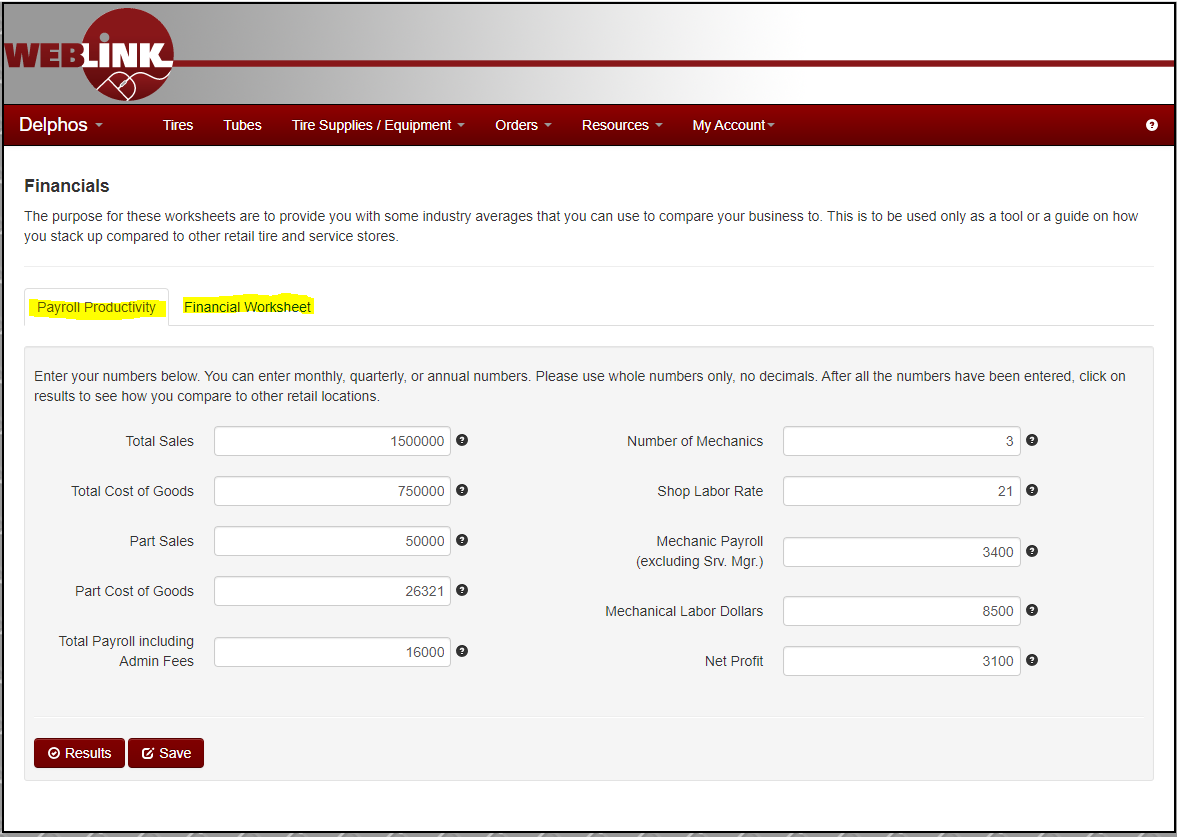 WEBLINK
Delphos Tires Tubes Tire Supplies / Equipment Orders Resources My Account
Financials
The purpose for these worksheets are to provide you with some industry averages that you can use to compare your business to. This is to be used only as a tool or a guide on how
you stack up compared to other retail tire and service stores.
Payroll Productivity Financial Worksheet
Enter your numbers below. You can enter monthly, quarterly, or annual numbers. Please use whole numbers only, no decimals. After all the numbers have been entered, click on
results to see how you compare to other retail locations.
Total Sales 1500000
Number of Mechanics 3
Total Cost of Goods 750000
Shop Labor Rate 21
Part Sales 50000
Mechanic Payroll
(excluding Srv. Mgr.) 3400
Part Cost of Goods 26321
Mechanical Labor Dollars 8500
Total Payroll including
Admin Fees 16000
Net Profit 3100
Results Save